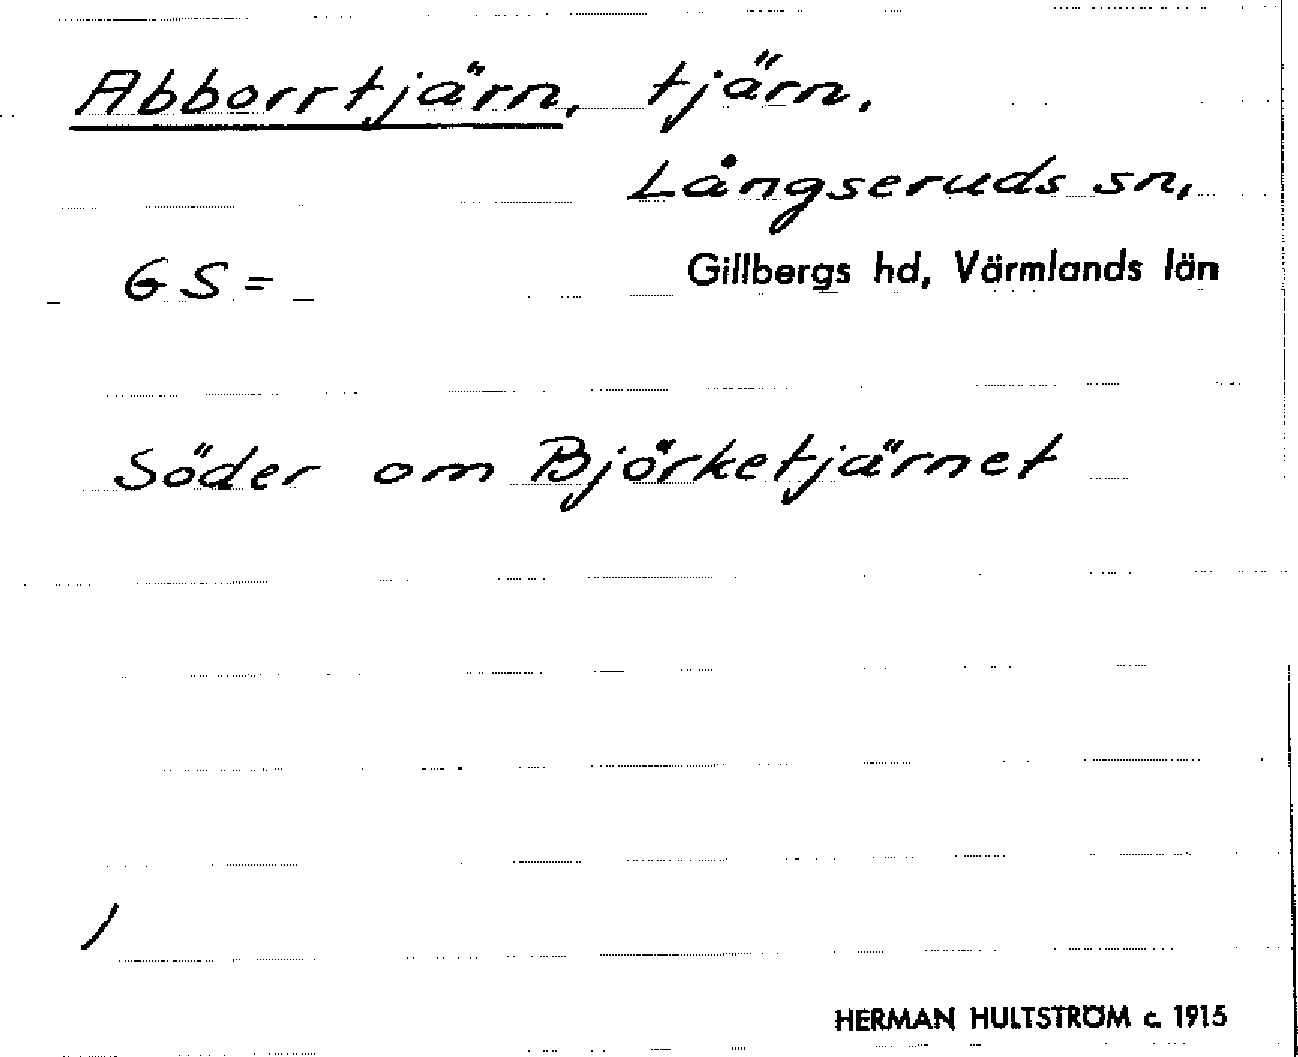 Abborrtjärn, tjärn.
Långseruds sn,
GS= Gillbergs hd, Värmlands län
Söder om Björketjärnet
/
HERMAN HULTSTRÖM c. 1915